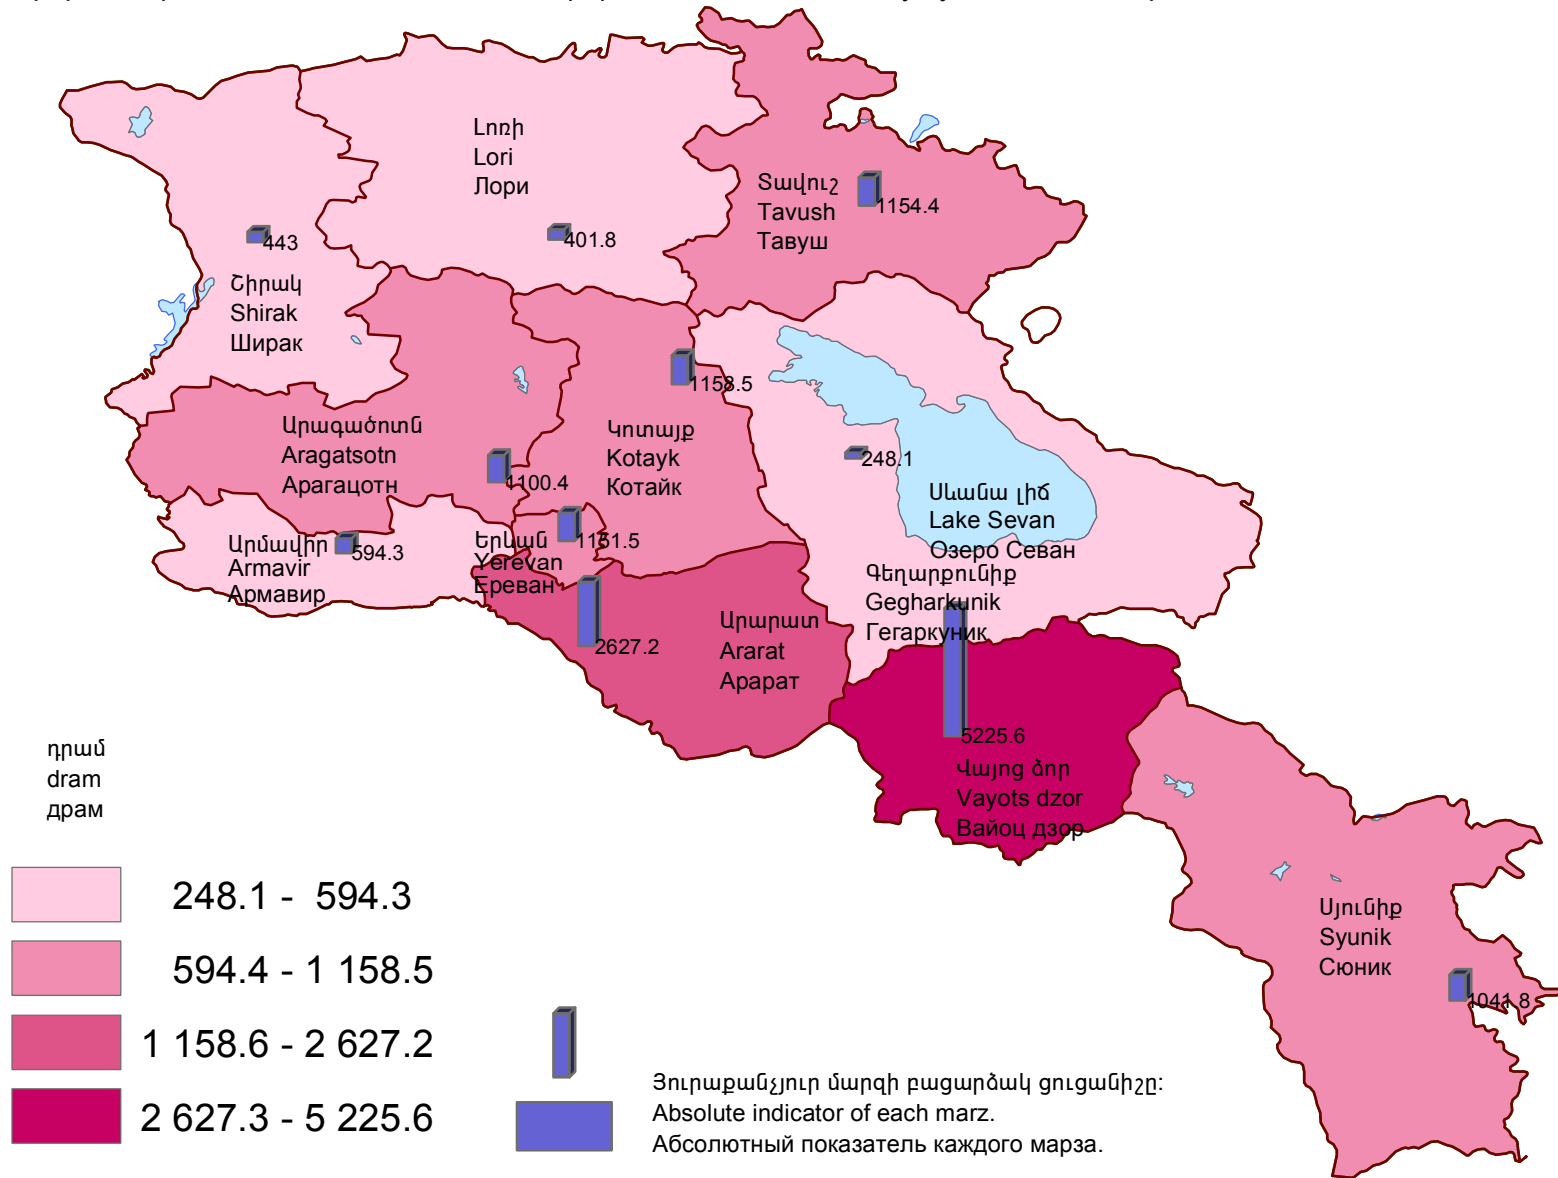 Լոռի
Lori
Лори
401.8
Տավուշ
Tavush
Тавуш
1154.4
443
Շիրակ
Shirak
Ширак
1158.5
Արագածոտն
Aragatsotn
Арагацотн
1100.4
Կոտայք
Kotayk
Котайк
248.1
Սևանա լիճ
Lake Sevan
Озеро Севан
Գեղարքունիք
Gegharkunik
Гегаркуник
Արմավիր
Armavir
Армавир
594.3
Երևան
Yerevan
Ереван
1151.5
2627.2
Արարատ
Ararat
Арарат
5225.6
Վայոց ձոր
Vayots dzor
Вайоц дзор
Սյունիք
Syunik
Сюник
1041.8
դրամ
dram
драм
248.1 - 594.3
594.4 - 1 158.5
1 158.6 - 2 627.2
2 627.3 - 5 225.6
Յուրաքանչյուր մարզի բացարձակ ցուցանիշը:
Absolute indicator of each marz.
Абсолютный показатель каждого марза.